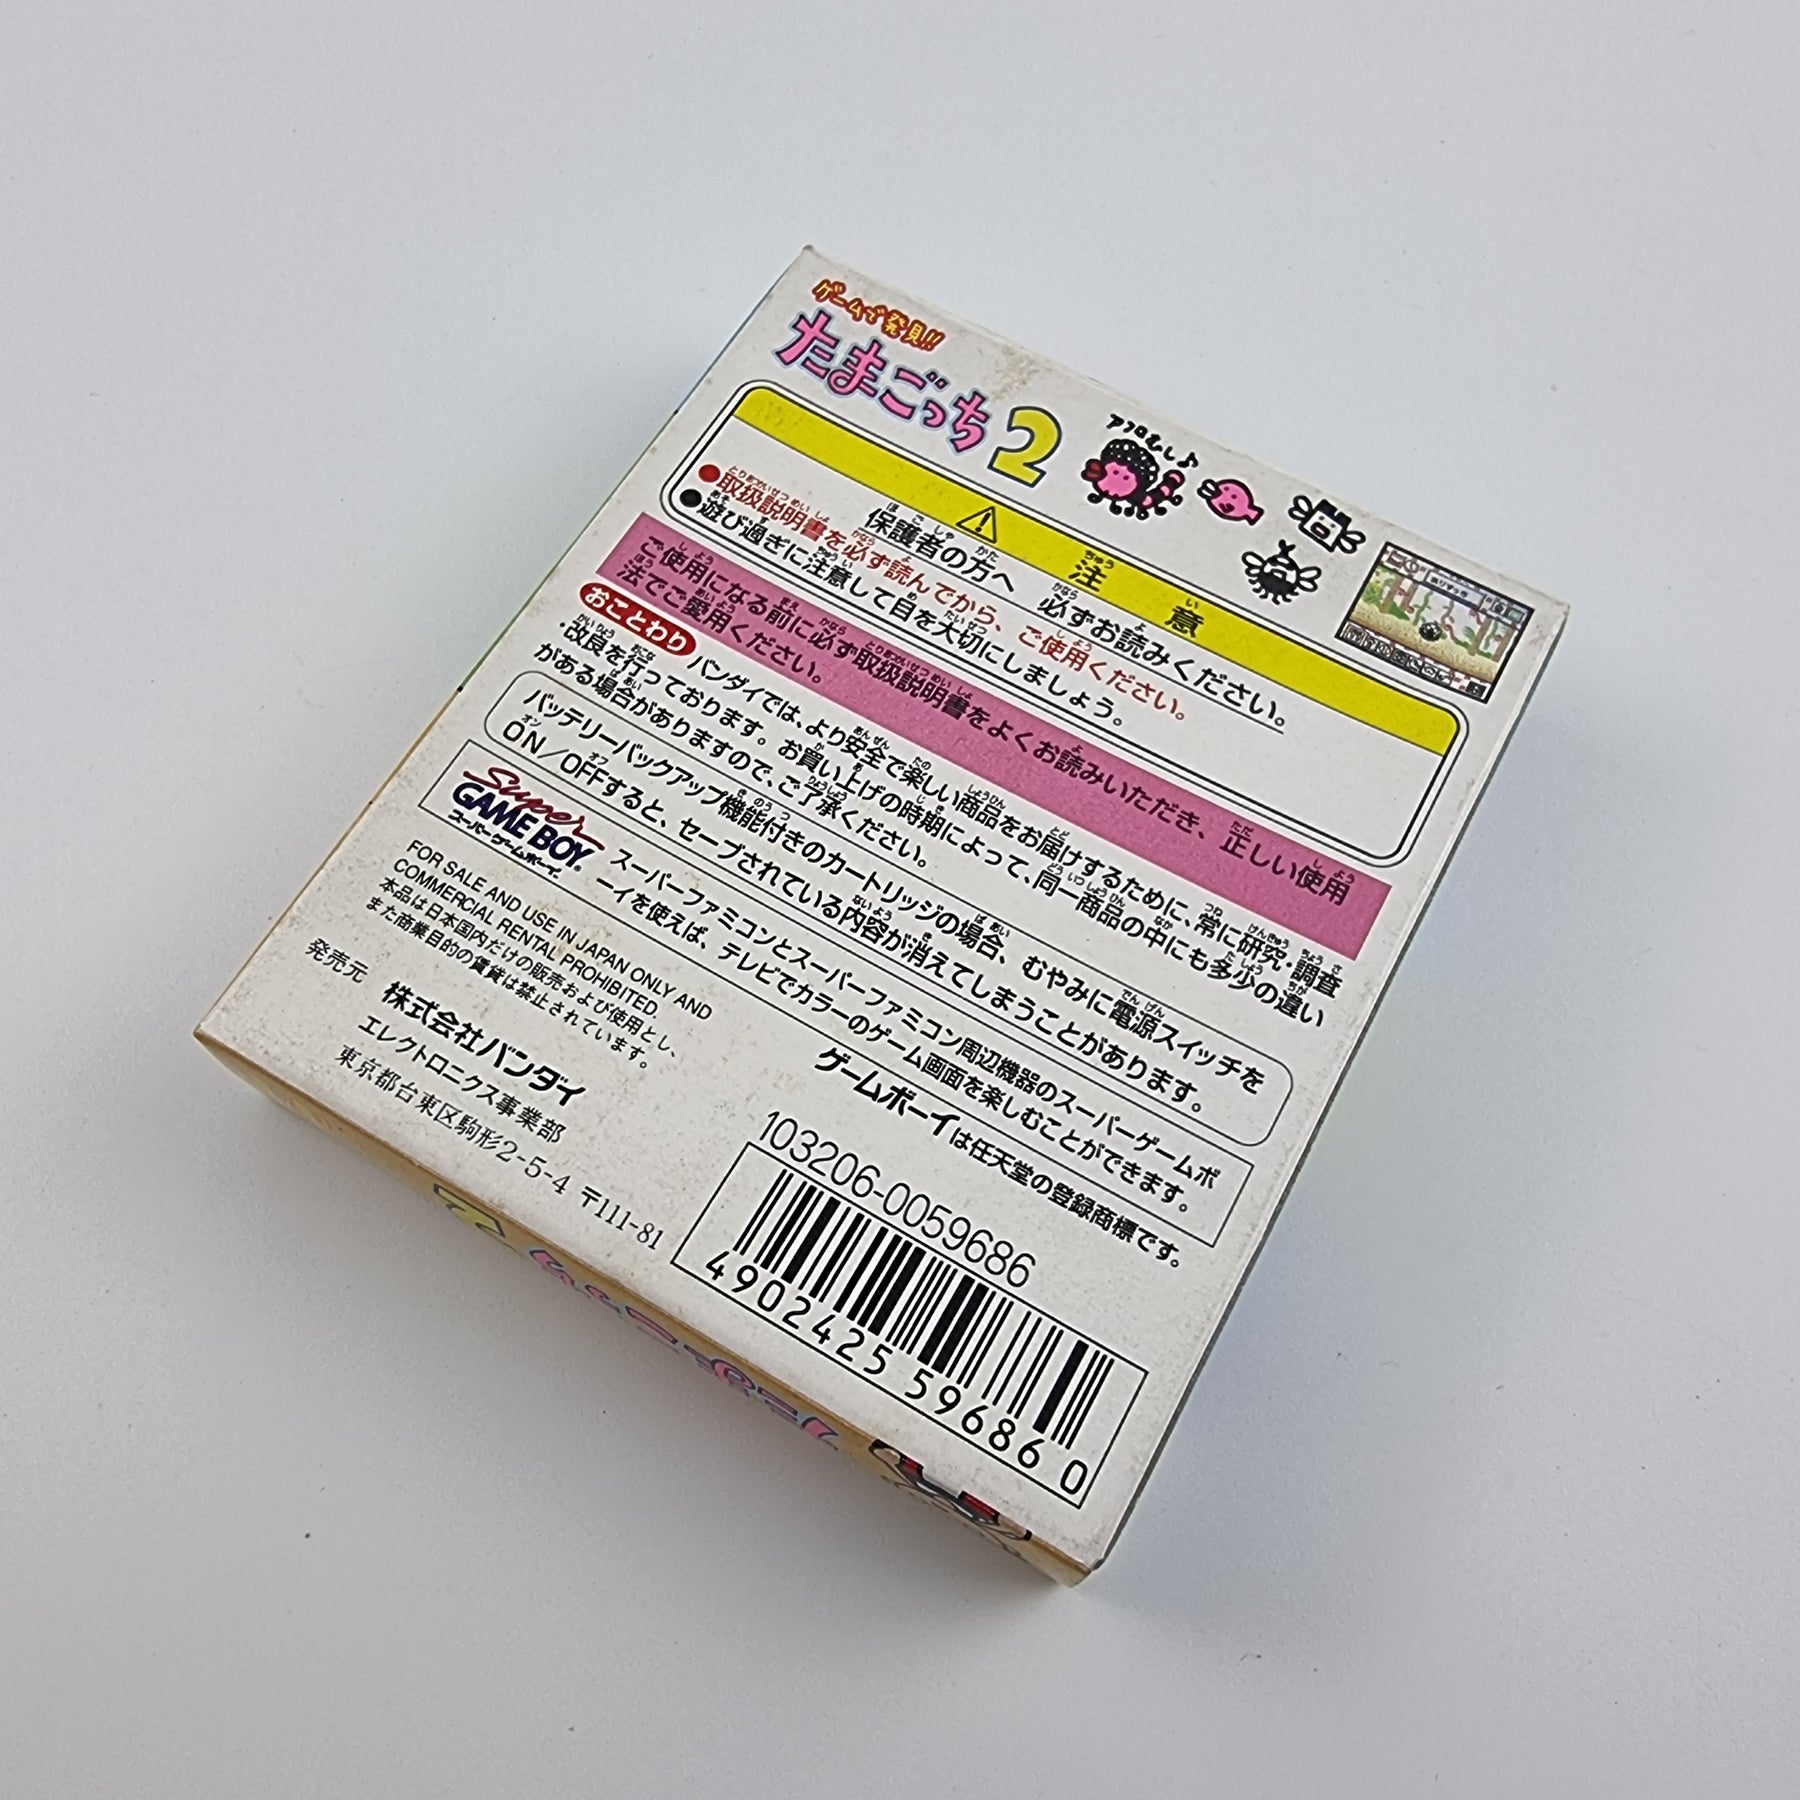 ゲームで発見!!
たまごっち2
アフロむし♪
⚠ 注意
保護者の方へ 必ずお読みください。
●取扱説明書を必ず読んでから、ご使用ください。
●遊び過ぎに注意して目を大切にしましょう。
ご使用になる前に必ず取扱説明書をよくお読みいただき、正しい使用
法でご愛用ください。
おことわり バンダイでは、より安全で楽しい商品をお届けするために、常に研究・調査
・改良を行っております。お買い上げの時期によって、同一商品の中にも多少の違い
がある場合がありますので、ご了承ください。
バッテリーバックアップ機能付きのカートリッジの場合、むやみに電源スイッチを
ON/OFFすると、セーブされている内容が消えてしまうことがあります。
Super
GAME BOY®
スーパーゲームボーイ
スーパーファミコンとスーパーファミコン周辺機器のスーパーゲームボ
ーイを使えば、テレビでカラーのゲーム画面を楽しむことができます。
FOR SALE AND USE IN JAPAN ONLY AND
COMMERCIAL RENTAL PROHIBITED.
本品は日本国内だけの販売および使用とし、
また商業目的の賃貸は禁止されています。
ゲームボーイは任天堂の登録商標です。
発売元
株式会社バンダイ
エレクトロニクス事業部
東京都台東区駒形2-5-4 〒111-81
103206-0059686
4902425596860